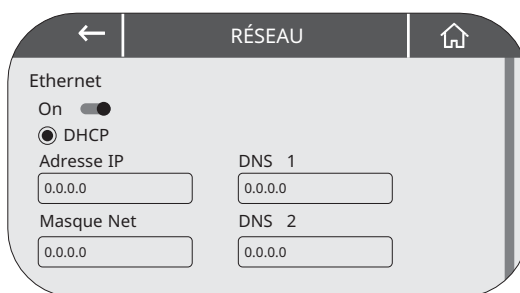 RÉSEAU
Ethernet
On
DHCP
Adresse IP DNS 1
0.0.0.0 0.0.0.0
Masque Net DNS 2
0.0.0.0 0.0.0.0